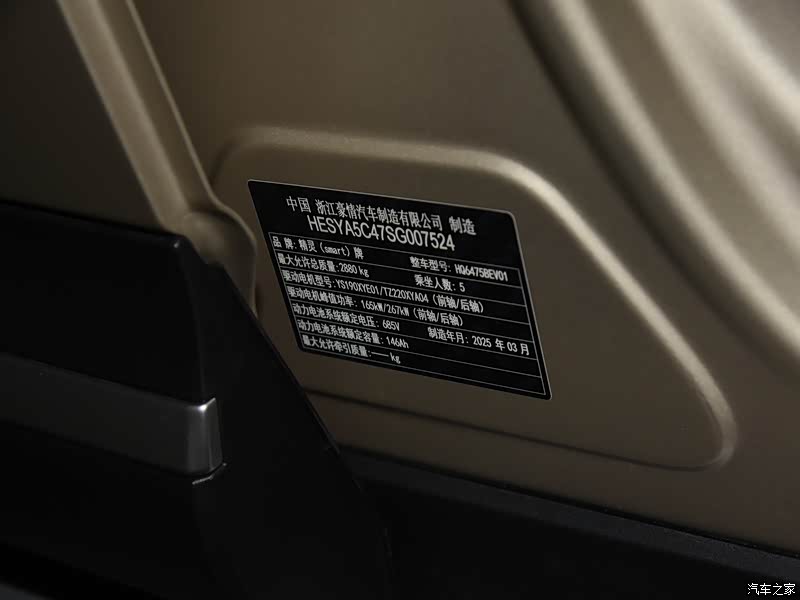 中国 浙江豪情汽车制造有限公司 制造
HESYA5C47SG007524
品 牌: 精灵 (smart) 牌 整车型号: HQ6475BEV01
最大允许总质量: 2880 kg 乘坐人数: 5
驱动电机型号: YS190XYE01/TZ220XYA04 (前轴/后轴)
驱动电机峰值功率: 165kW/267kW (前轴/后轴)
动力电池系统额定电压: 685V 制造年月: 2025 年 03 月
动力电池系统额定容量: 146Ah
最大允许牵引质量: —— kg
汽车之家